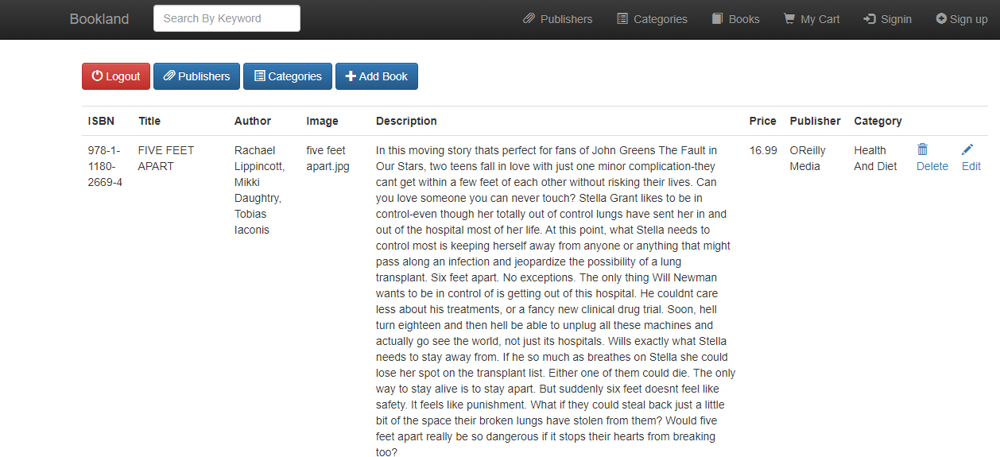 Bookland Search By Keyword Publishers Categories Books My Cart Signin Sign up
Logout Publishers Categories Add Book
ISBN Title Author Image Description Price Publisher Category
978-1-
1180-
2669-4
FIVE FEET
APART
Rachael
Lippincott,
Mikki
Daughtry,
Tobias
Iaconis
five feet
apart.jpg
In this moving story thats perfect for fans of John Greens The Fault in
Our Stars, two teens fall in love with just one minor complication-they
cant get within a few feet of each other without risking their lives. Can
you love someone you can never touch? Stella Grant likes to be in
control-even though her totally out of control lungs have sent her in and
out of the hospital most of her life. At this point, what Stella needs to
control most is keeping herself away from anyone or anything that might
pass along an infection and jeopardize the possibility of a lung
transplant. Six feet apart. No exceptions. The only thing Will Newman
wants to be in control of is getting out of this hospital. He couldnt care
less about his treatments, or a fancy new clinical drug trial. Soon, hell
turn eighteen and then hell be able to unplug all these machines and
actually go see the world, not just its hospitals. Wills exactly what Stella
needs to stay away from. If he so much as breathes on Stella she could
lose her spot on the transplant list. Either one of them could die. The only
way to stay alive is to stay apart. But suddenly six feet doesnt feel like
safety. It feels like punishment. What if they could steal back just a little
bit of the space their broken lungs have stolen from them? Would five
feet apart really be so dangerous if it stops their hearts from breaking
too?
16.99
OReilly
Media
Health
And Diet
Delete
Edit